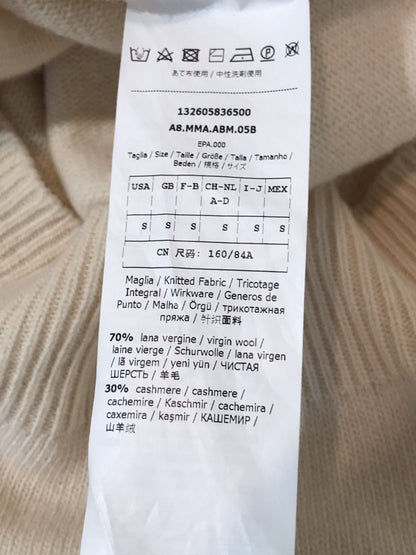 あて布使用 / 中性洗剤使用
132605836500
A8.MMA.ABM.05B
EPA.000
Taglia / Size / Taille / Größe / Talla / Tamanho /
Beden / 规格 / サイズ
USA GB F-B CH-NL I-J MEX
A-D
S S S S S S
CN 尺码: 160/84A
Maglia / Knitted Fabric / Tricotage
Integral / Wirkware / Generos de
Punto / Malha / Örgü / трикотажная
пряжа / 针织面料
70% lana vergine / virgin wool /
laine vierge / Schurwolle / lana virgen
/ lã virgem / yeni yün / ЧИСТАЯ
ШЕРСТЬ / 羊毛
30% cashmere / cashmere /
cachemire / Kaschmir / cachemira /
caxemira / kaşmir / КАШЕМИР /
山羊绒